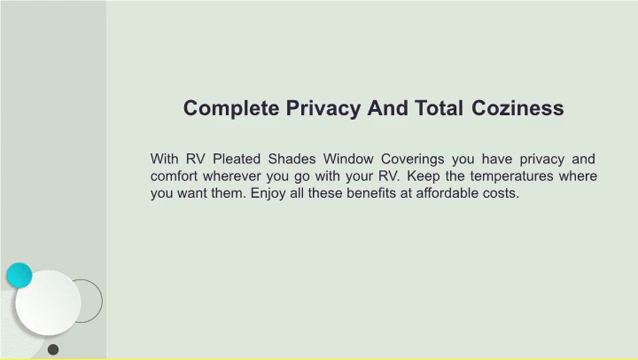 Complete Privacy And Total Coziness
With RV Pleated Shades Window Coverings you have privacy and
comfort wherever you go with your RV. Keep the temperatures where
you want them. Enjoy all these benefits at affordable costs.